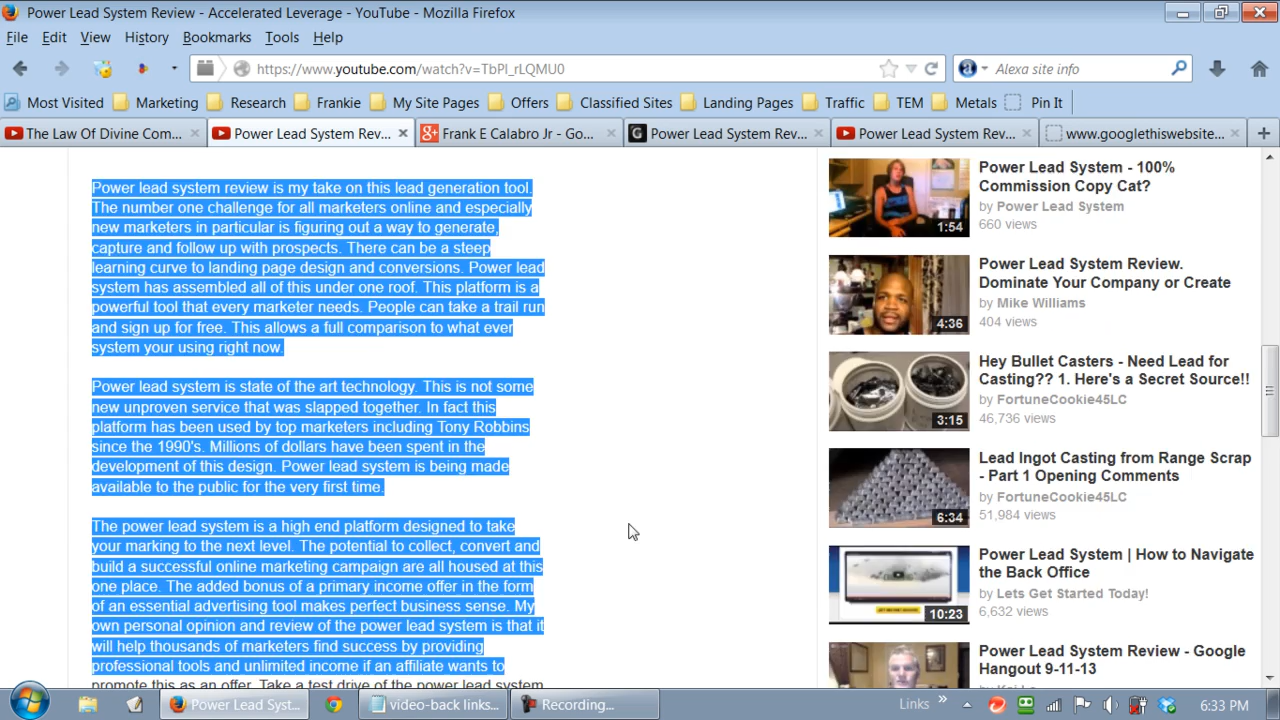 Power Lead System Review - Accelerated Leverage - YouTube - Mozilla Firefox
File Edit View History Bookmarks Tools Help
https://www.youtube.com/watch?v=TbPI_rLQMU0
a Alexa site info
Most Visited Marketing Research Frankie My Site Pages Offers Classified Sites Landing Pages Traffic TEM Metals Pin It
The Law Of Divine Com... Power Lead System Rev... Frank E Calabro Jr - Go... Power Lead System Rev... Power Lead System Rev... www.googlethiswebsite...
Power lead system review is my take on this lead generation tool.
The number one challenge for all marketers online and especially
new marketers in particular is figuring out a way to generate,
capture and follow up with prospects. There can be a steep
learning curve to landing page design and conversions. Power lead
system has assembled all of this under one roof. This platform is a
powerful tool that every marketer needs. People can take a trail run
and sign up for free. This allows a full comparison to what ever
system your using right now.
Power lead system is state of the art technology. This is not some
new unproven service that was slapped together. In fact this
platform has been used by top marketers including Tony Robbins
since the 1990's. Millions of dollars have been spent in the
development of this design. Power lead system is being made
available to the public for the very first time.
The power lead system is a high end platform designed to take
your marking to the next level. The potential to collect, convert and
build a successful online marketing campaign are all housed at this
one place. The added bonus of a primary income offer in the form
of an essential advertising tool makes perfect business sense. My
own personal opinion and review of the power lead system is that it
will help thousands of marketers find success by providing
professional tools and unlimited income if an affiliate wants to
promote this as an offer. Take a test drive of the power lead system
Power Lead System - 100%
Commission Copy Cat?
by Power Lead System
660 views
1:54
Power Lead System Review.
Dominate Your Company or Create
by Mike Williams
404 views
4:36
Hey Bullet Casters - Need Lead for
Casting?? 1. Here's a Secret Source!!
by FortuneCookie45LC
46,736 views
3:15
Lead Ingot Casting from Range Scrap
- Part 1 Opening Comments
by FortuneCookie45LC
51,984 views
6:34
Power Lead System | How to Navigate
the Back Office
by Lets Get Started Today!
6,632 views
10:23
Power Lead System Review - Google
Hangout 9-11-13
Power Lead Syst... video-back links... Recording... Links » 6:33 PM